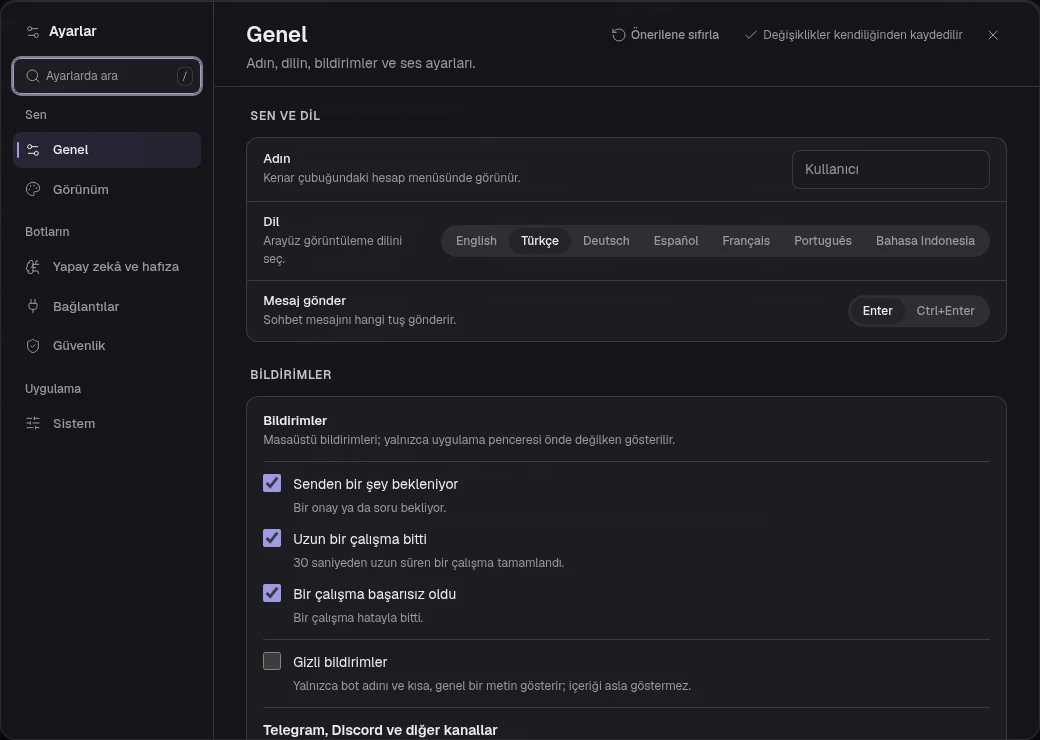 Ayarlar
Ayarlarda ara /
Sen
Genel
Görünüm
Botların
Yapay zekâ ve hafıza
Bağlantılar
Güvenlik
Uygulama
Sistem
Genel
Önerilene sıfırla
Değişiklikler kendiliğinden kaydedilir
Adın, dilin, bildirimler ve ses ayarları.
SEN VE DİL
Adın
Kenar çubuğundaki hesap menüsünde görünür.
Kullanıcı
Dil
Arayüz görüntüleme dilini
seç.
English Türkçe Deutsch Español Français Português Bahasa Indonesia
Mesaj gönder
Sohbet mesajını hangi tuş gönderir.
Enter Ctrl+Enter
BİLDİRİMLER
Bildirimler
Masaüstü bildirimleri; yalnızca uygulama penceresi önde değilken gösterilir.
Senden bir şey bekleniyor
Bir onay ya da soru bekliyor.
Uzun bir çalışma bitti
30 saniyeden uzun süren bir çalışma tamamlandı.
Bir çalışma başarısız oldu
Bir çalışma hatayla bitti.
Gizli bildirimler
Yalnızca bot adını ve kısa, genel bir metin gösterir; içeriği asla göstermez.
Telegram, Discord ve diğer kanallar